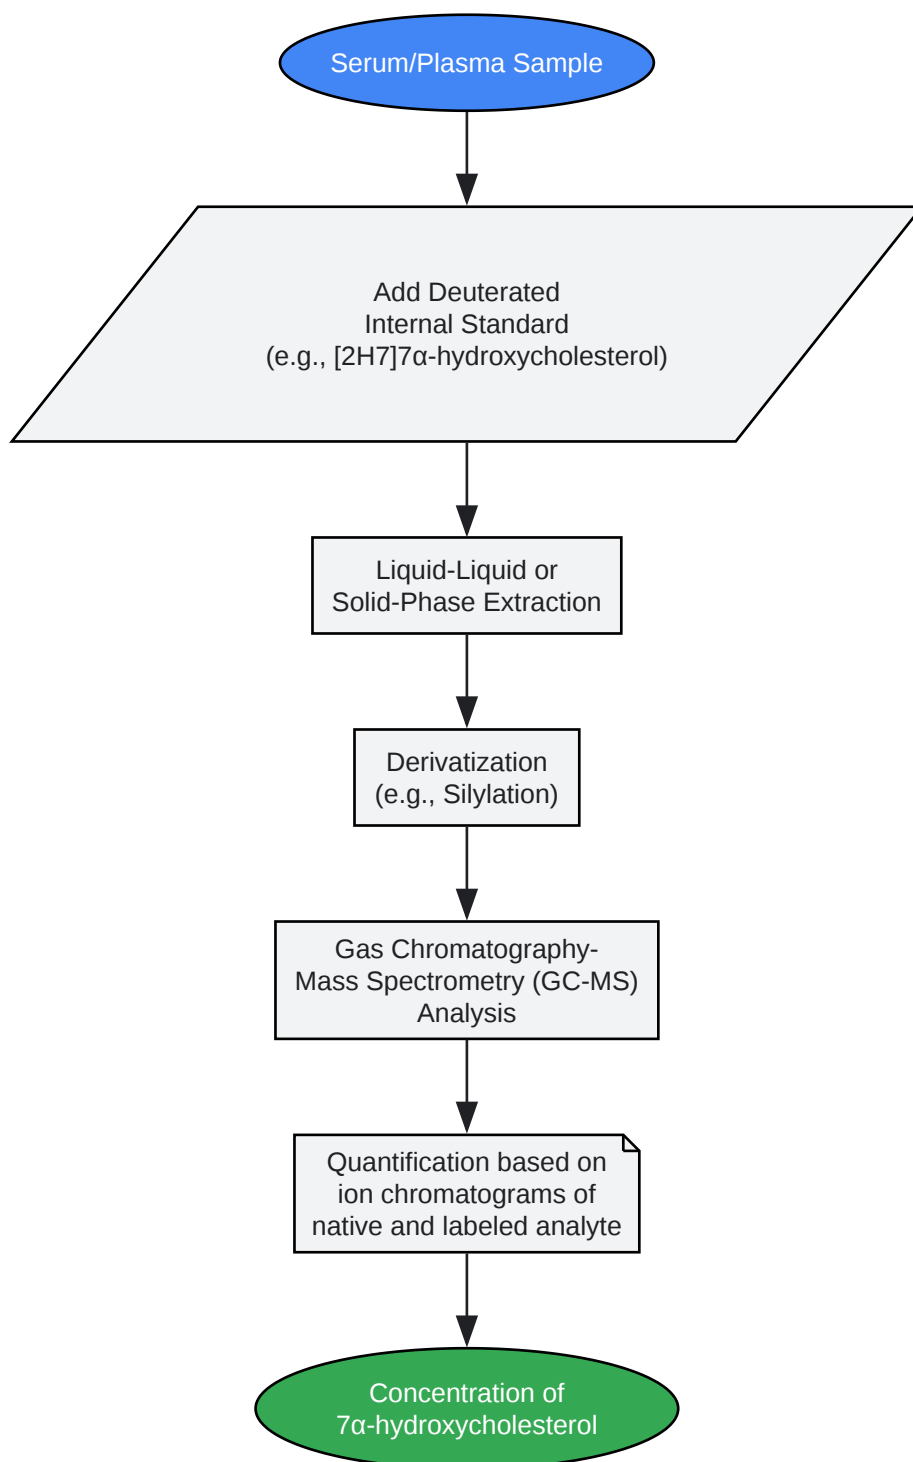 Serum/Plasma Sample
Add Deuterated
Internal Standard
(e.g., [2H7]7α-hydroxycholesterol)
Liquid-Liquid or
Solid-Phase Extraction
Derivatization
(e.g., Silylation)
Gas Chromatography-
Mass Spectrometry (GC-MS)
Analysis
Quantification based on
ion chromatograms of
native and labeled analyte
Concentration of
7α-hydroxycholesterol